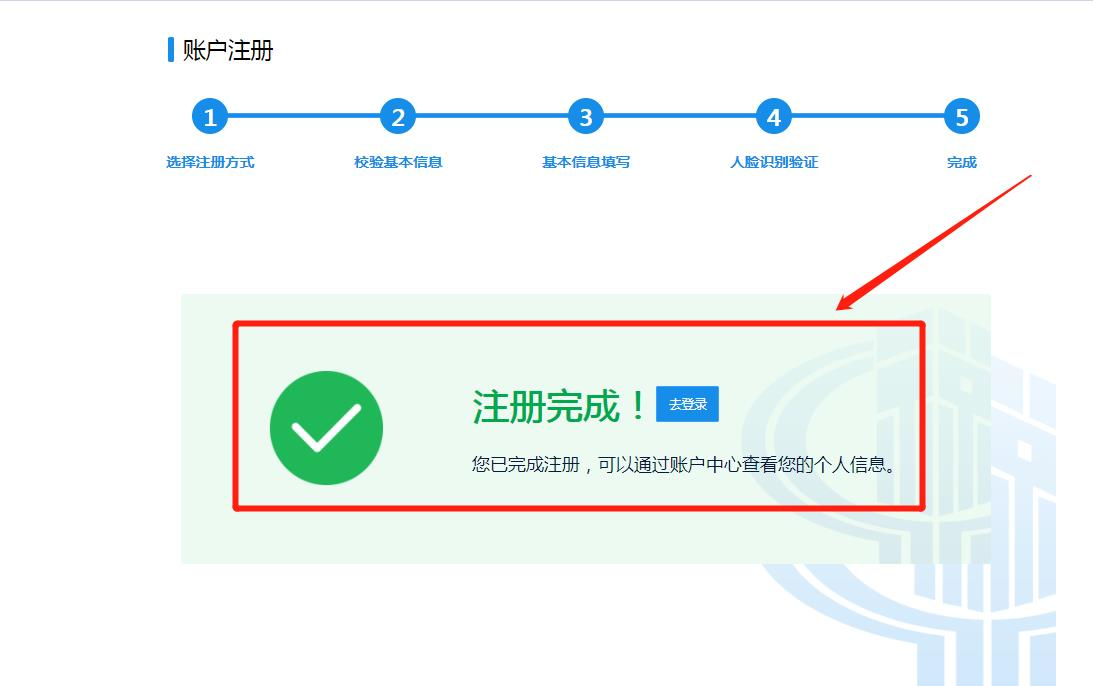 账户注册
1 2 3 4 5
选择注册方式 校验基本信息 基本信息填写 人脸识别验证 完成
注册完成！ 去登录
您已完成注册，可以通过账户中心查看您的个人信息。